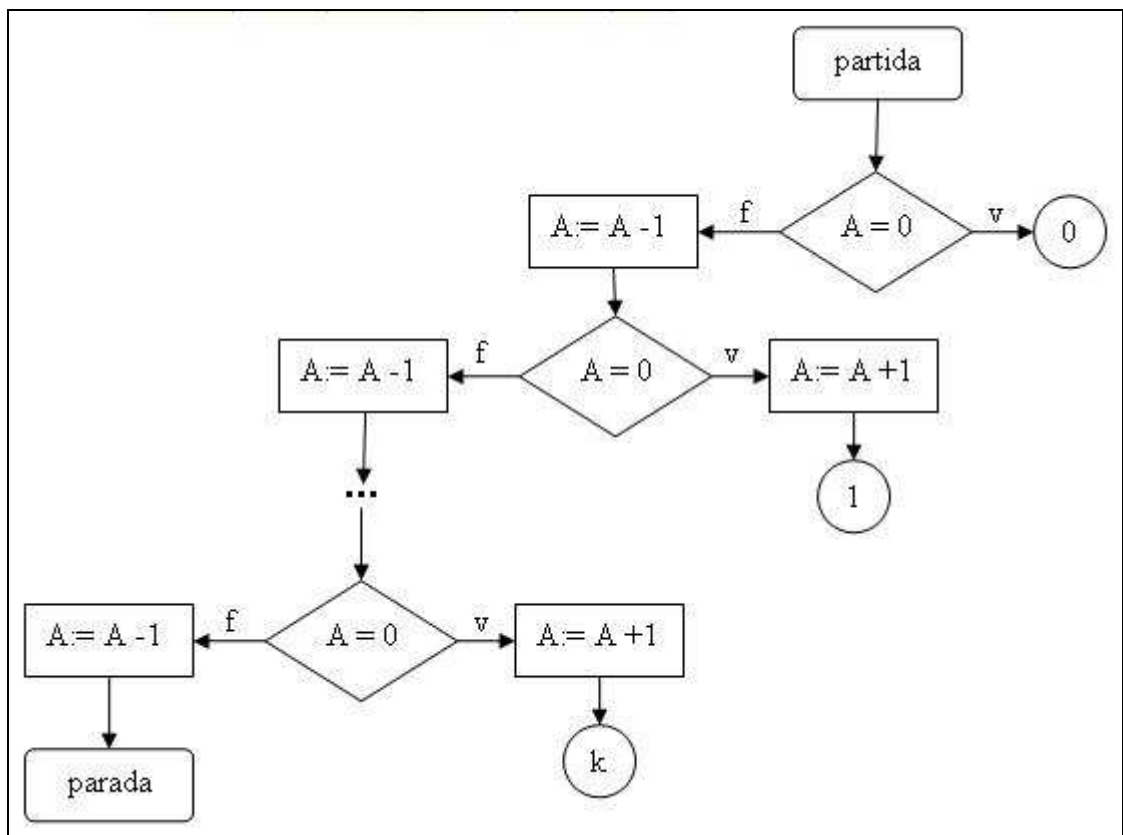 partida
A = 0
f
v
0
A:= A -1
A = 0
f
v
A:= A -1
A:= A +1
1
...
A = 0
f
v
A:= A -1
A:= A +1
parada
k